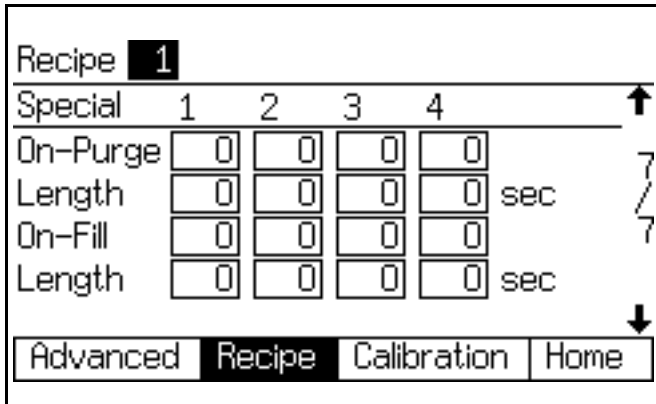 Recipe 1
Special 1 2 3 4
On-Purge 0 0 0 0
Length 0 0 0 0 sec
On-Fill 0 0 0 0
Length 0 0 0 0 sec
7
/
7
Advanced Recipe Calibration Home